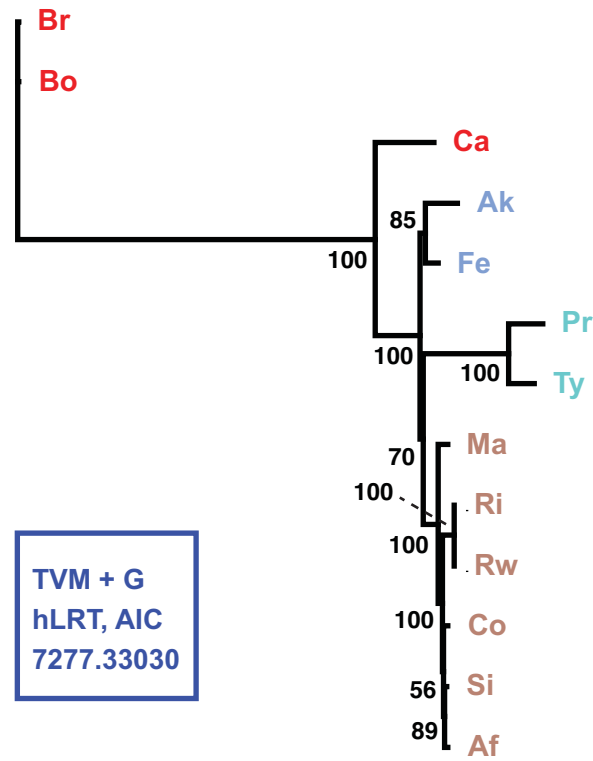 Br
Bo
Ca
Ak
85
Fe
100
Pr
100
100
Ty
Ma
70
100
Ri
100
Rw
TVM + G
hLRT, AIC
7277.33030
100
Co
56
Si
89
Af